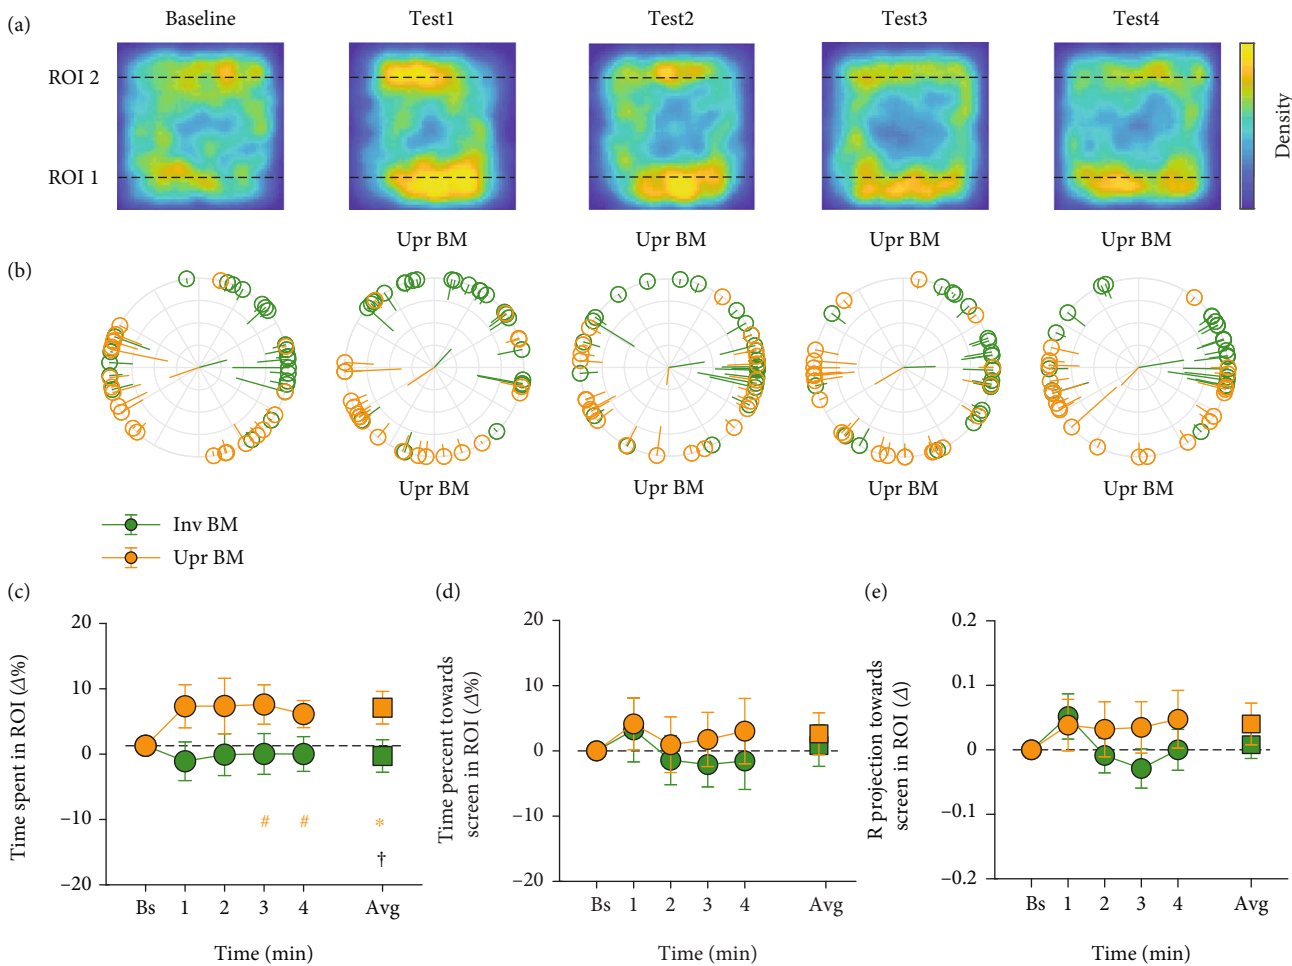 (a)
Baseline Test1 Test2 Test3 Test4
ROI 2
ROI 1
Density
Upr BM Upr BM Upr BM Upr BM
(b)
Upr BM Upr BM Upr BM Upr BM
Inv BM
Upr BM
(c)
Time spent in ROI (Δ%)
20
10
0
−10
−20
# # *
†
Bs 1 2 3 4 Avg
Time (min)
(d)
Time percent towards
screen in ROI (Δ%)
20
10
0
−10
−20
Bs 1 2 3 4 Avg
Time (min)
(e)
R projection towards
screen in ROI (Δ)
0.2
0.1
0
−0.1
−0.2
Bs 1 2 3 4 Avg
Time (min)